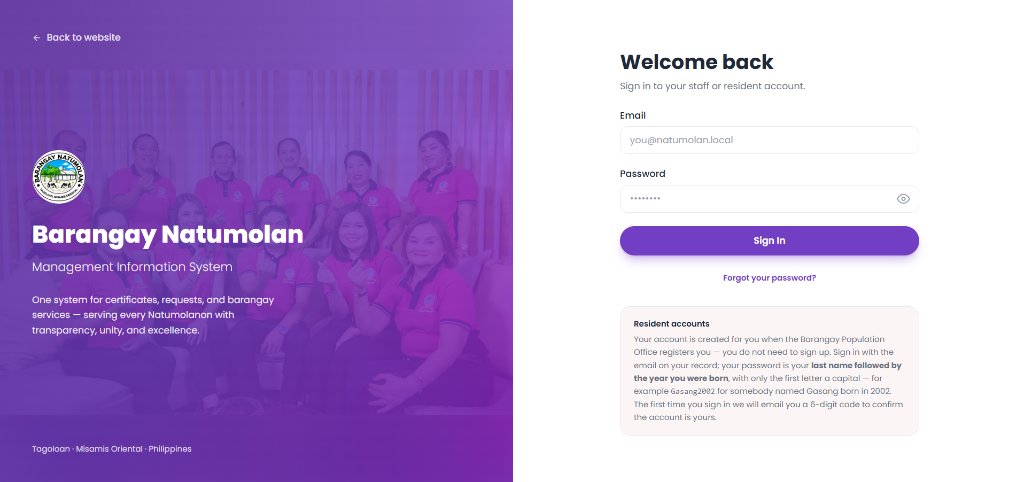 ← Back to website
BARANGAY NATUMOLAN
Barangay Natumolan
Management Information System
One system for certificates, requests, and barangay
services — serving every Natumolanon with
transparency, unity, and excellence.
Tagoloan · Misamis Oriental · Philippines
Welcome back
Sign in to your staff or resident account.
Email
you@natumolan.local
Password
••••••••
Sign In
Forgot your password?
Resident accounts
Your account is created for you when the Barangay Population
Office registers you — you do not need to sign up. Sign in with the
email on your record; your password is your last name followed by
the year you were born, with only the first letter a capital — for
example Gasang2002 for somebody named Gasang born in 2002.
The first time you sign in we will email you a 6-digit code to confirm
the account is yours.